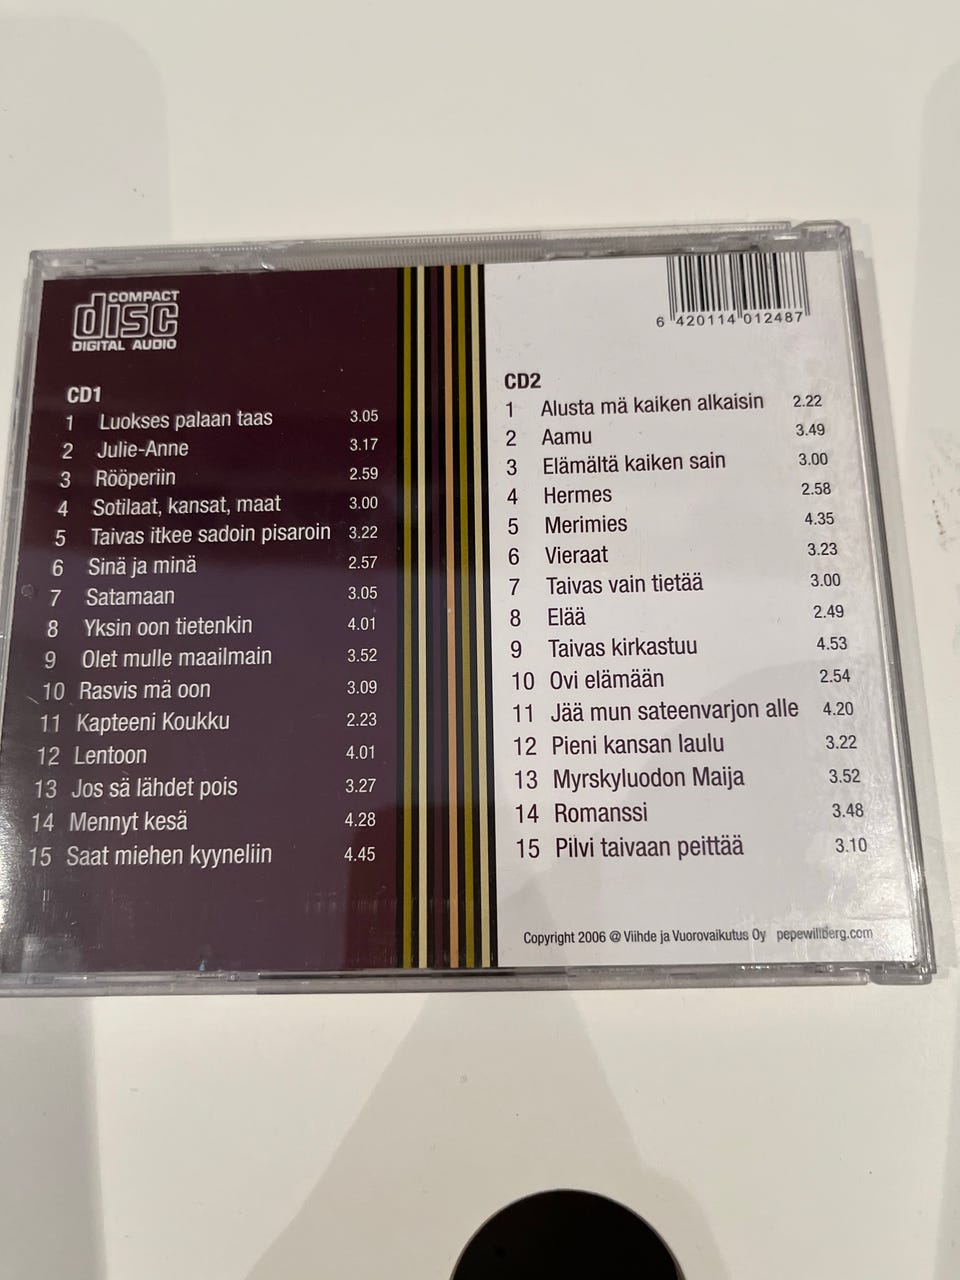 COMPACT
disc
DIGITAL AUDIO
CD1
1 Luokses palaan taas 3.05
2 Julie-Anne 3.17
3 Rööperiin 2.59
4 Sotilaat, kansat, maat 3.00
5 Taivas itkee sadoin pisaroin 3.22
6 Sinä ja minä 2.57
7 Satamaan 3.05
8 Yksin oon tietenkin 4.01
9 Olet mulle maailmain 3.52
10 Rasvis mä oon 3.09
11 Kapteeni Koukku 2.23
12 Lentoon 4.01
13 Jos sä lähdet pois 3.27
14 Mennyt kesä 4.28
15 Saat miehen kyyneliin 4.45
6 420114 012487
CD2
1 Alusta mä kaiken alkaisin 2.22
2 Aamu 3.49
3 Elämältä kaiken sain 3.00
4 Hermes 2.58
5 Merimies 4.35
6 Vieraat 3.23
7 Taivas vain tietää 3.00
8 Elää 2.49
9 Taivas kirkastuu 4.53
10 Ovi elämään 2.54
11 Jää mun sateenvarjon alle 4.20
12 Pieni kansan laulu 3.22
13 Myrskyluodon Maija 3.52
14 Romanssi 3.48
15 Pilvi taivaan peittää 3.10
Copyright 2006 @ Viihde ja Vuorovaikutus Oy pepewillberg.com